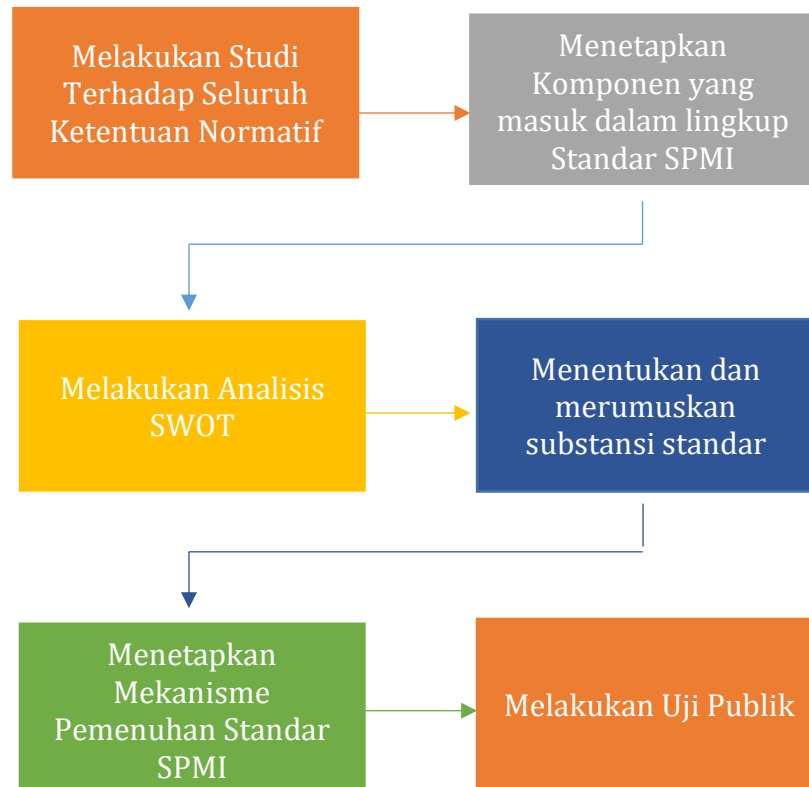 Melakukan Studi
Terhadap Seluruh
Ketentuan Normatif
Menetapkan
Komponen yang
masuk dalam lingkup
Standar SPMI
Melakukan Analisis
SWOT
Menentukan dan
merumuskan
substansi standar
Menetapkan
Mekanisme
Pemenuhan Standar
SPMI
Melakukan Uji Publik